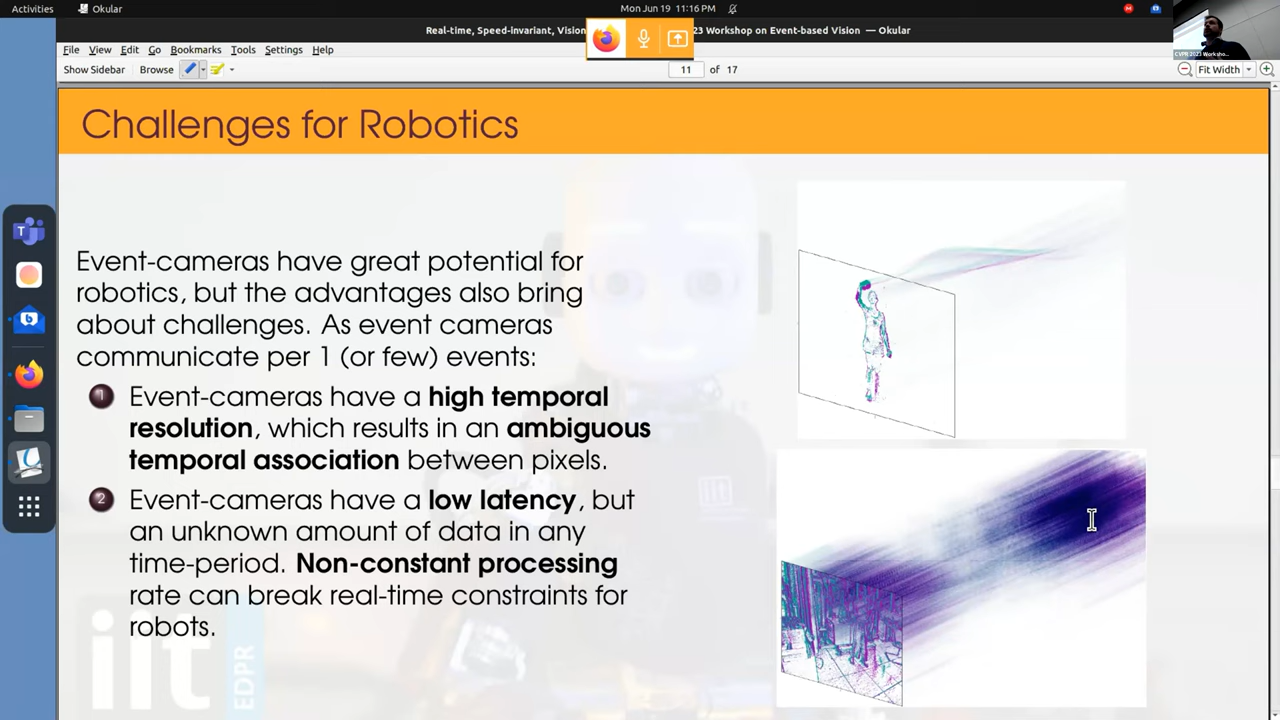 Activities
Okular
Mon Jun 19 11:16 PM
Real-time, Speed-invariant, Vision
23 Workshop on Event-based Vision — Okular
CVPR 2023 Worksho...
File View Edit Go Bookmarks Tools Settings Help
Show Sidebar Browse 11 of 17 Fit Width
Challenges for Robotics
Event-cameras have great potential for
robotics, but the advantages also bring
about challenges. As event cameras
communicate per 1 (or few) events:
1 Event-cameras have a high temporal
resolution, which results in an ambiguous
temporal association between pixels.
2 Event-cameras have a low latency, but
an unknown amount of data in any
time-period. Non-constant processing
rate can break real-time constraints for
robots.
iit
EDPR
iit